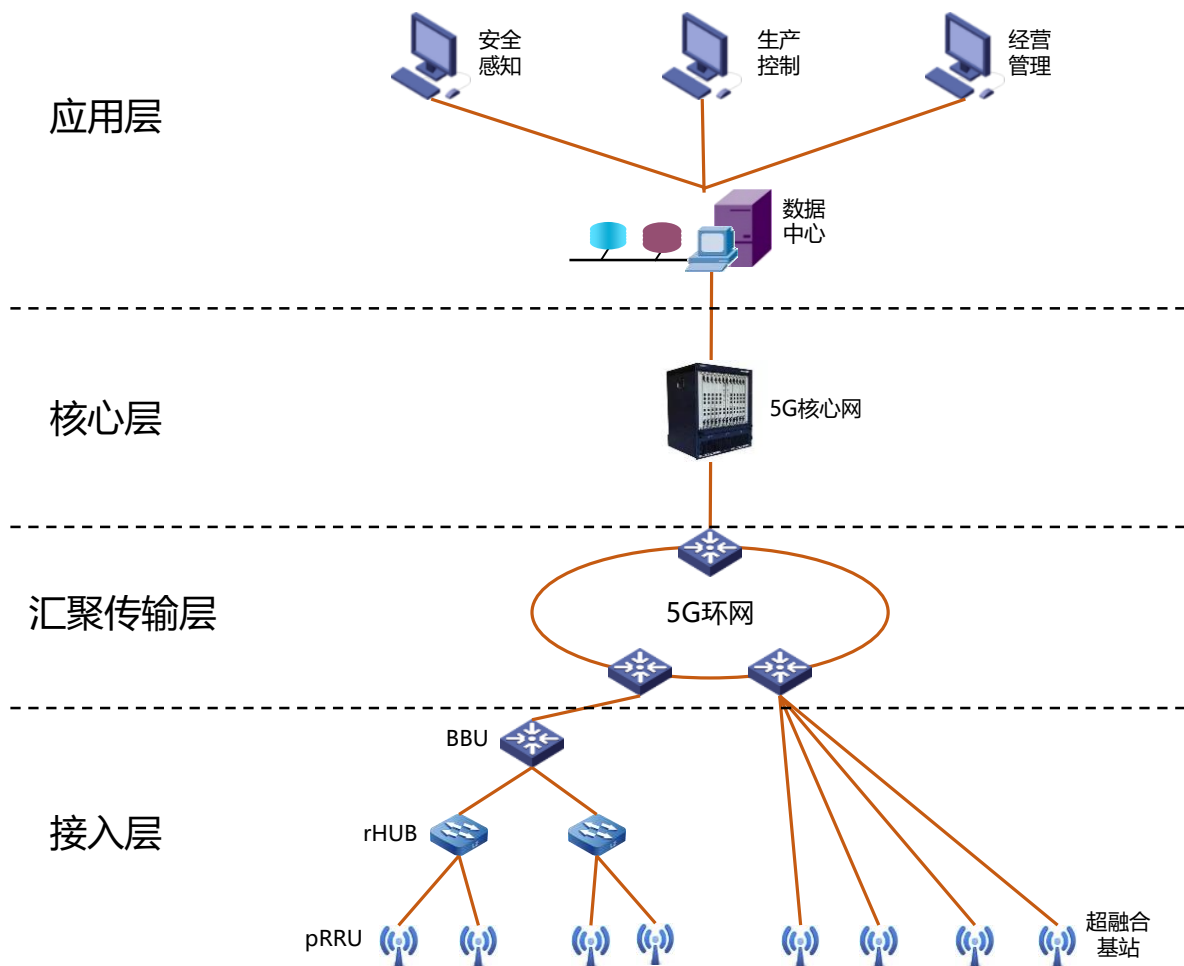 安全
感知
生产
控制
经营
管理
应用层
数据
中心
核心层
5G核心网
汇聚传输层
5G环网
BBU
接入层
rHUB
pRRU
超融合
基站